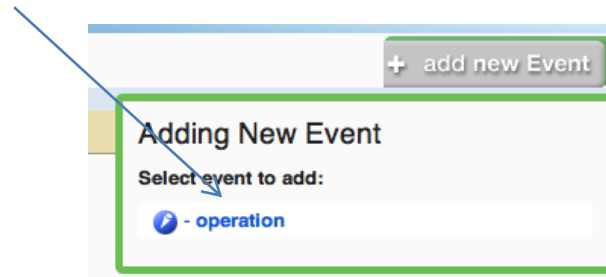 + add new Event
Adding New Event
Select event to add:
- operation